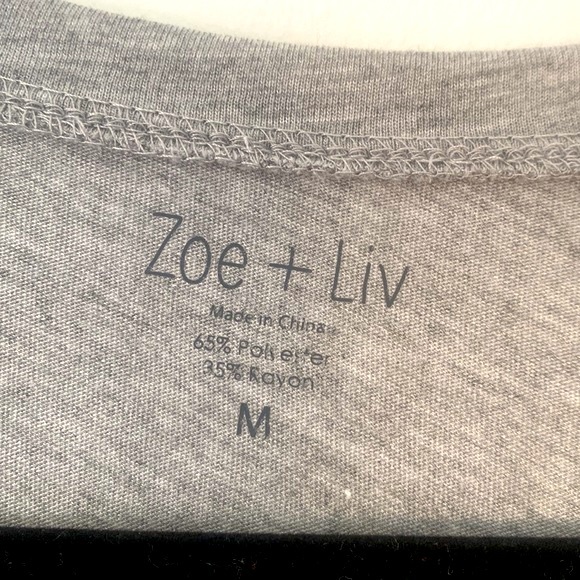 Zoe + Liv
Made in China
65% Polyester
35% Rayon
M